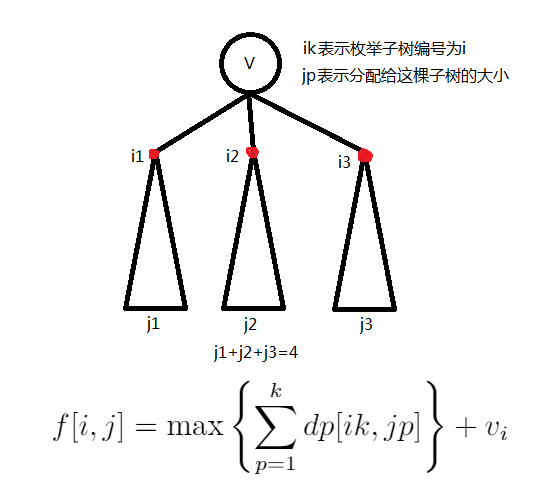 ik表示枚举子树编号为i
jp表示分配给这棵子树的大小
V
i1 i2 i3
j1 j2 j3
j1+j2+j3=4
f[i, j] = max { \sum_{p=1}^{k} dp[ik, jp] } + v_i